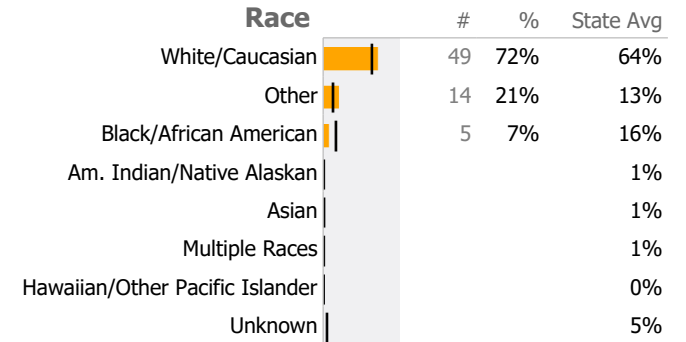 Race # % State Avg
White/Caucasian 49 72% 64%
Other 14 21% 13%
Black/African American 5 7% 16%
Am. Indian/Native Alaskan 1%
Asian 1%
Multiple Races 1%
Hawaiian/Other Pacific Islander 0%
Unknown 5%